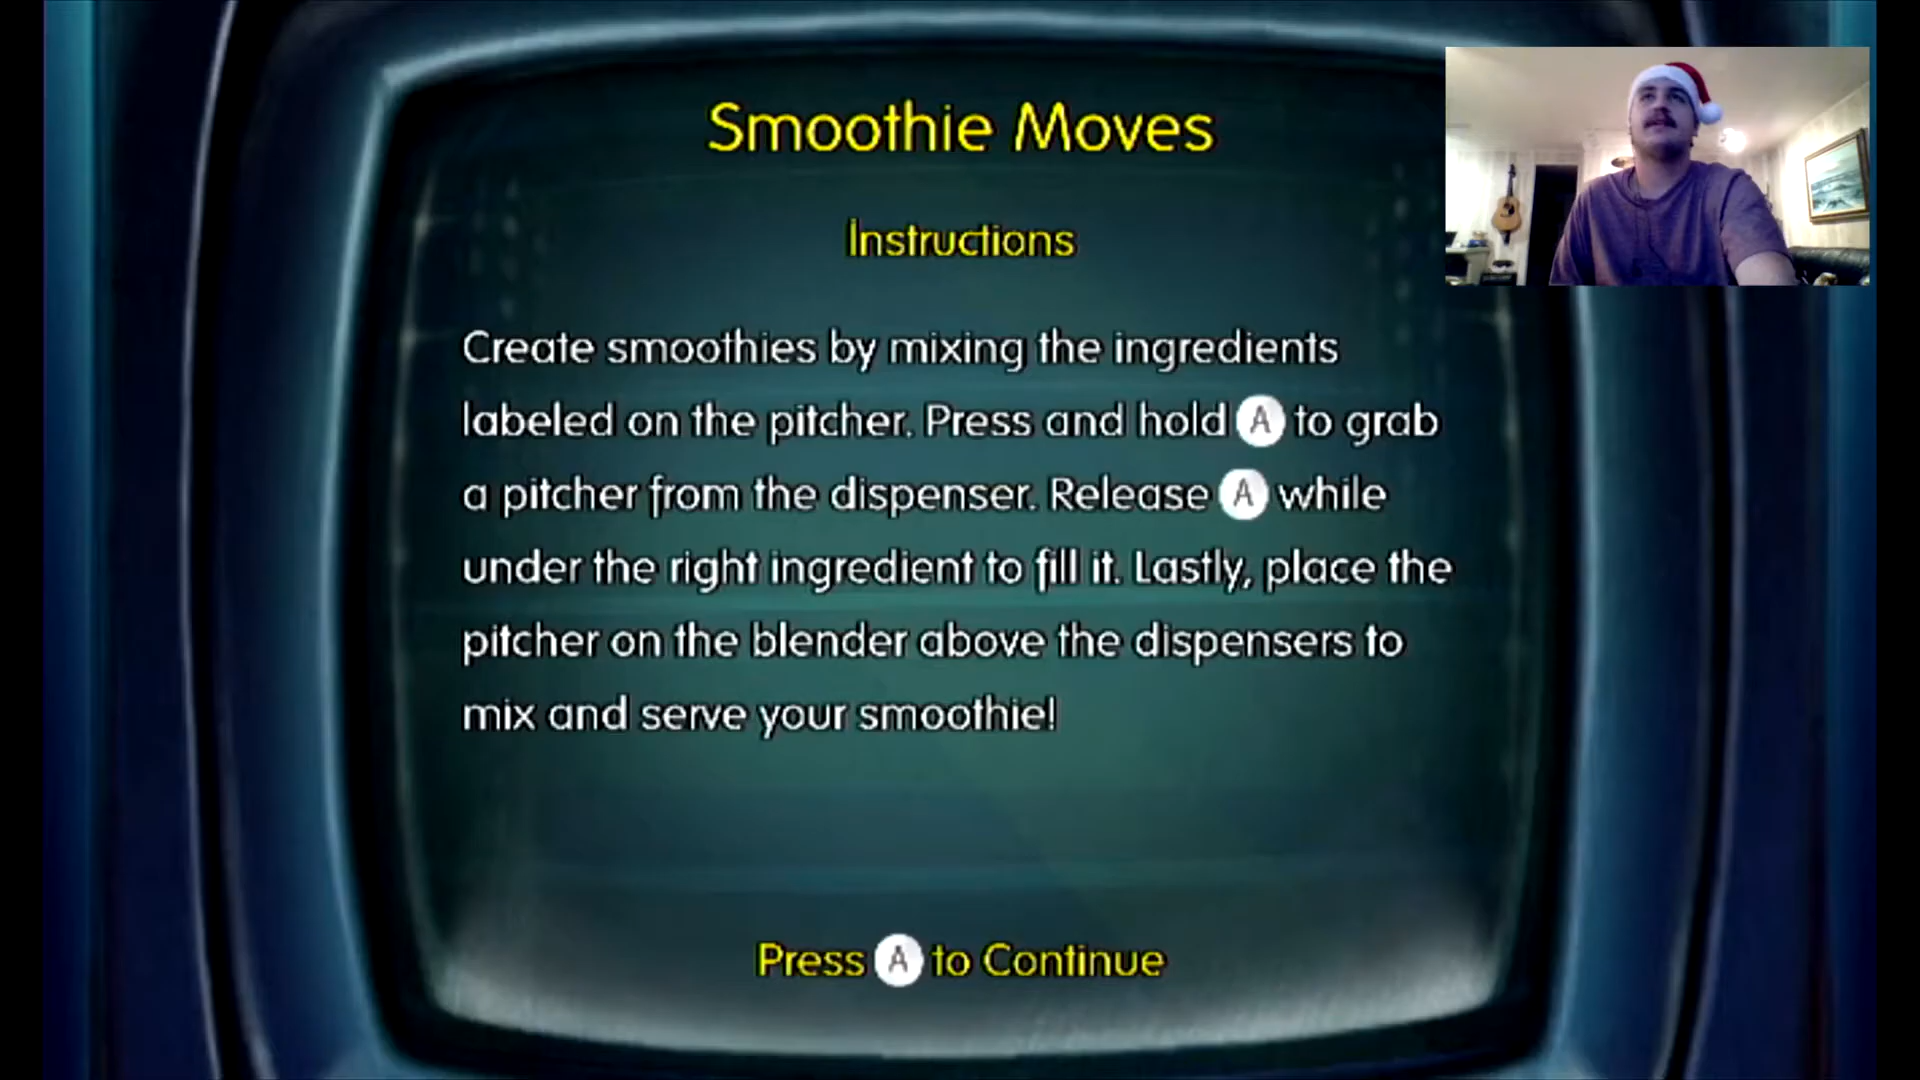 Smoothie Moves
Instructions
Create smoothies by mixing the ingredients
labeled on the pitcher. Press and hold A to grab
a pitcher from the dispenser. Release A while
under the right ingredient to fill it. Lastly, place the
pitcher on the blender above the dispensers to
mix and serve your smoothie!
Press A to Continue